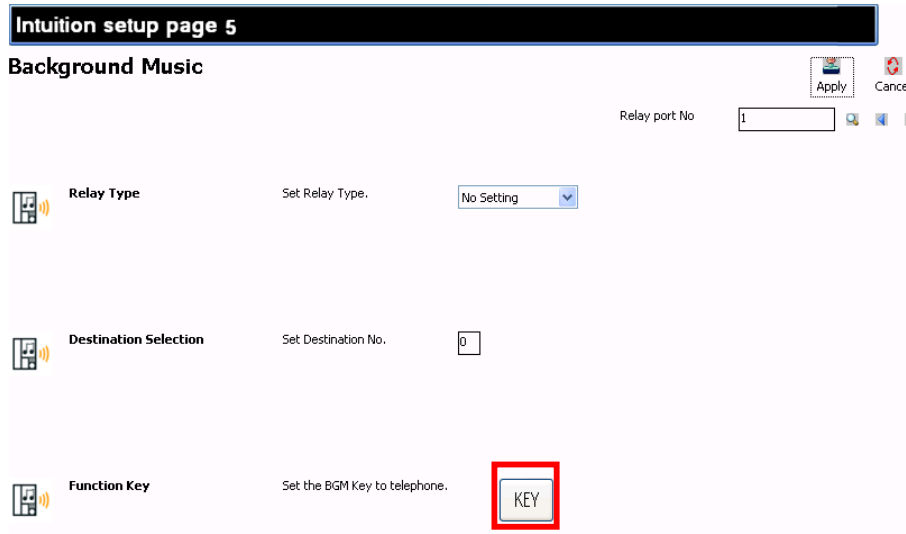 Intuition setup page 5
Background Music
Apply
Cance
Relay port No
1
Relay Type
Set Relay Type.
No Setting
Destination Selection
Set Destination No.
0
Function Key
Set the BGM Key to telephone.
KEY